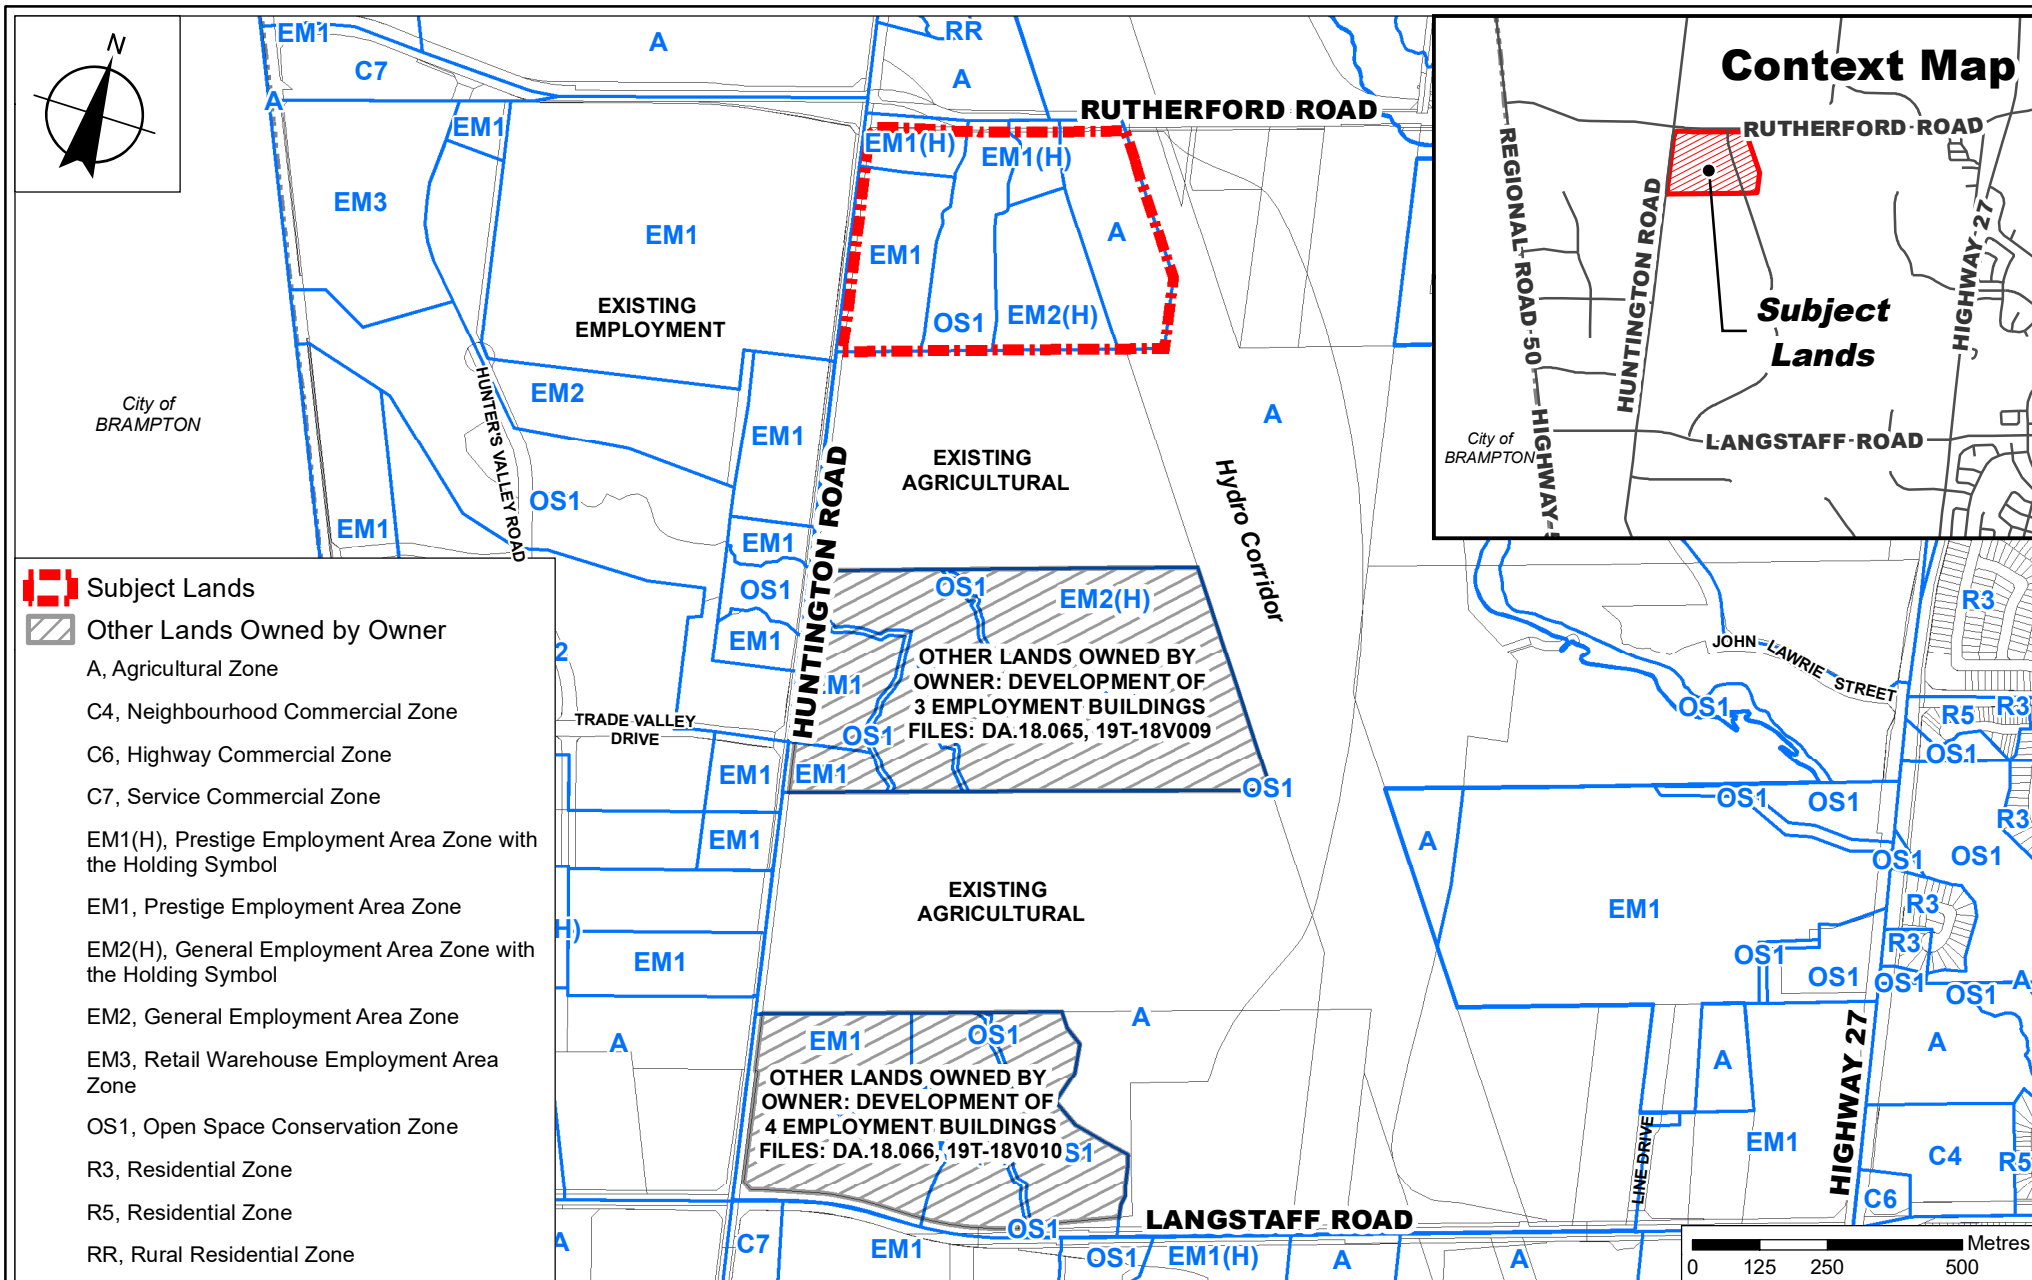 N
EM1
C7
A
A
EM1
EM3
EM1
EXISTING
EMPLOYMENT
RR
A
RUTHERFORD ROAD
EM1(H)
EM1(H)
A
EM1
OS1
EM2(H)
Context Map
RUTHERFORD ROAD
REGIONAL ROAD 50
HIGHWAY
HUNTINGTON ROAD
HIGHWAY 27
Subject
Lands
LANGSTAFF ROAD
City of
BRAMPTON
City of
BRAMPTON
HUNTER'S VALLEY ROAD
EM2
EM1
OS1
EM1
EM1
OS1
EM1
HUNTINGTON ROAD
EXISTING
AGRICULTURAL
A
Hydro Corridor
OS1
EM2(H)
OTHER LANDS OWNED BY
OWNER: DEVELOPMENT OF
3 EMPLOYMENT BUILDINGS
FILES: DA.18.065, 19T-18V009
M1
OS1
EM1
OS1
TRADE VALLEY
DRIVE
2
EM1
EM1
H)
EM1
A
EXISTING
AGRICULTURAL
A
EM1
OS1
OTHER LANDS OWNED BY
OWNER: DEVELOPMENT OF
4 EMPLOYMENT BUILDINGS
FILES: DA.18.066, 19T-18V010
S1
OS1
LANGSTAFF ROAD
A
C7
EM1
OS1
EM1(H)
A
A
JOHN LAWRIE STREET
OS1
R3
R5
R3
OS1
R3
OS1
OS1
OS1
OS1
A
EM1
R3
R3
OS1
OS1
OS1
OS1
A
A
A
EM1
LINE DRIVE
HIGHWAY 27
C4
R5
C6
Subject Lands
Other Lands Owned by Owner
A, Agricultural Zone
C4, Neighbourhood Commercial Zone
C6, Highway Commercial Zone
C7, Service Commercial Zone
EM1(H), Prestige Employment Area Zone with
the Holding Symbol
EM1, Prestige Employment Area Zone
EM2(H), General Employment Area Zone with
the Holding Symbol
EM2, General Employment Area Zone
EM3, Retail Warehouse Employment Area
Zone
OS1, Open Space Conservation Zone
R3, Residential Zone
R5, Residential Zone
RR, Rural Residential Zone
Metres
0 125 250 500